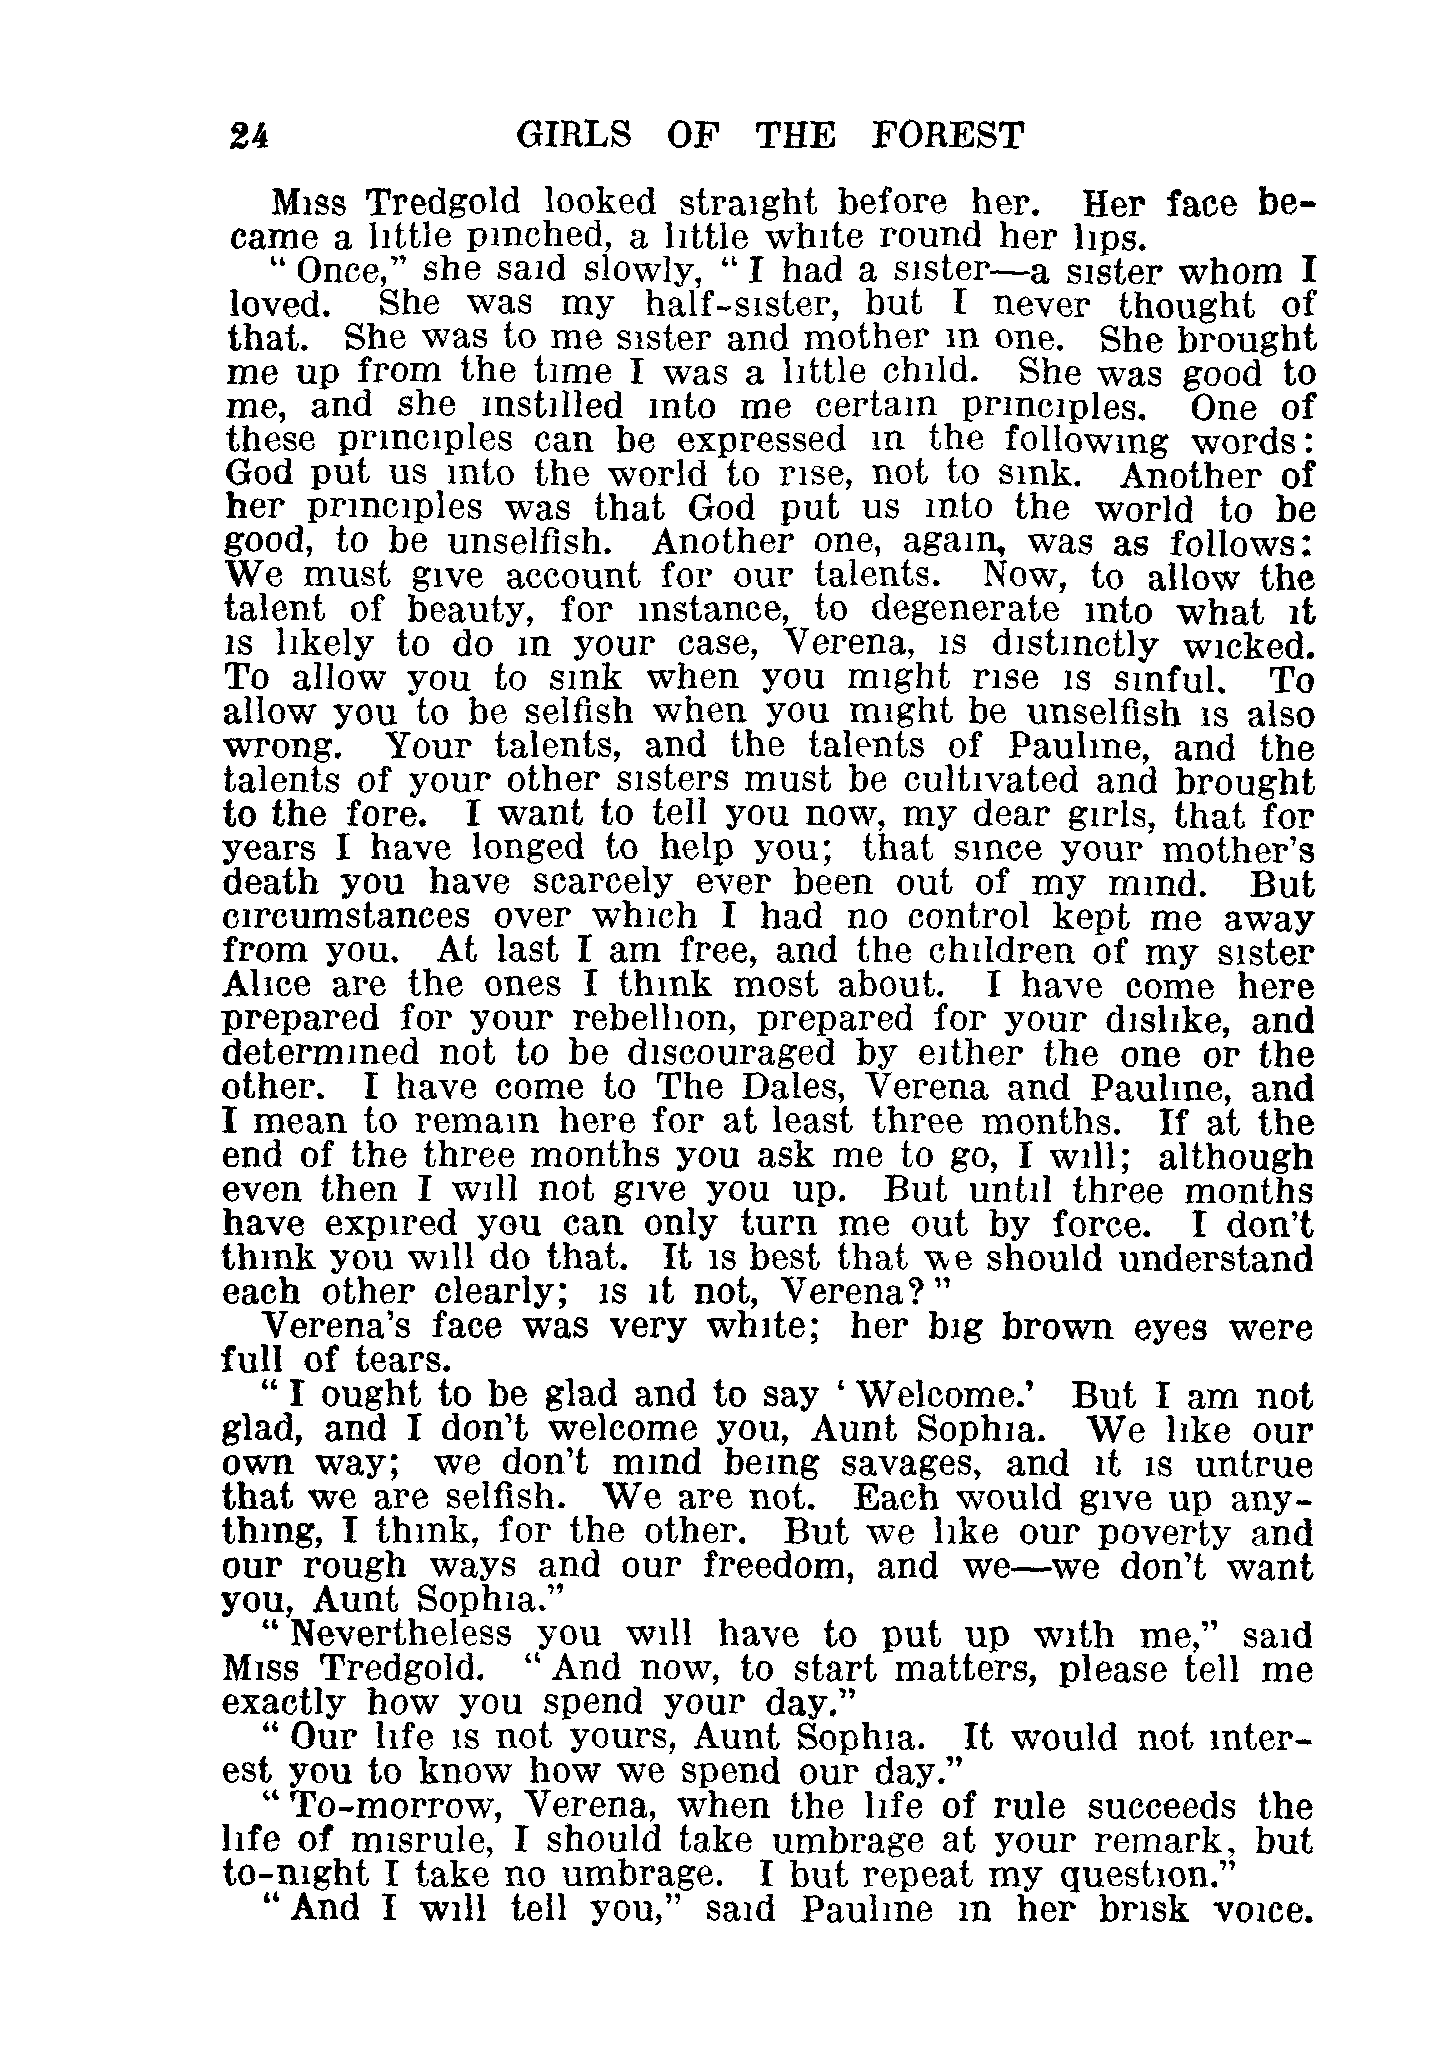 24 GIRLS OF THE FOREST
Miss Tredgold looked straight before her. Her face be-
came a little pinched, a little white round her lips.
“Once,” she said slowly, “I had a sister—a sister whom I
loved. She was my half-sister, but I never thought of
that. She was to me sister and mother in one. She brought
me up from the time I was a little child. She was good to
me, and she instilled into me certain principles. One of
these principles can be expressed in the following words:
God put us into the world to rise, not to sink. Another of
her principles was that God put us into the world to be
good, to be unselfish. Another one, again, was as follows:
We must give account for our talents. Now, to allow the
talent of beauty, for instance, to degenerate into what it
is likely to do in your case, Verena, is distinctly wicked.
To allow you to sink when you might rise is sinful. To
allow you to be selfish when you might be unselfish is also
wrong. Your talents, and the talents of Pauline, and the
talents of your other sisters must be cultivated and brought
to the fore. I want to tell you now, my dear girls, that for
years I have longed to help you; that since your mother’s
death you have scarcely ever been out of my mind. But
circumstances over which I had no control kept me away
from you. At last I am free, and the children of my sister
Alice are the ones I think most about. I have come here
prepared for your rebellion, prepared for your dislike, and
determined not to be discouraged by either the one or the
other. I have come to The Dales, Verena and Pauline, and
I mean to remain here for at least three months. If at the
end of the three months you ask me to go, I will; although
even then I will not give you up. But until three months
have expired you can only turn me out by force. I don’t
think you will do that. It is best that we should understand
each other clearly; is it not, Verena?”
Verena’s face was very white; her big brown eyes were
full of tears.
“I ought to be glad and to say ‘Welcome.’ But I am not
glad, and I don’t welcome you, Aunt Sophia. We like our
own way; we don’t mind being savages, and it is untrue
that we are selfish. We are not. Each would give up any-
thing, I think, for the other. But we like our poverty and
our rough ways and our freedom, and we—we don’t want
you, Aunt Sophia.”
“Nevertheless you will have to put up with me,” said
Miss Tredgold. “And now, to start matters, please tell me
exactly how you spend your day.”
“Our life is not yours, Aunt Sophia. It would not inter-
est you to know how we spend our day.”
“To-morrow, Verena, when the life of rule succeeds the
life of misrule, I should take umbrage at your remark, but
to-night I take no umbrage. I but repeat my question.”
“And I will tell you,” said Pauline in her brisk voice.